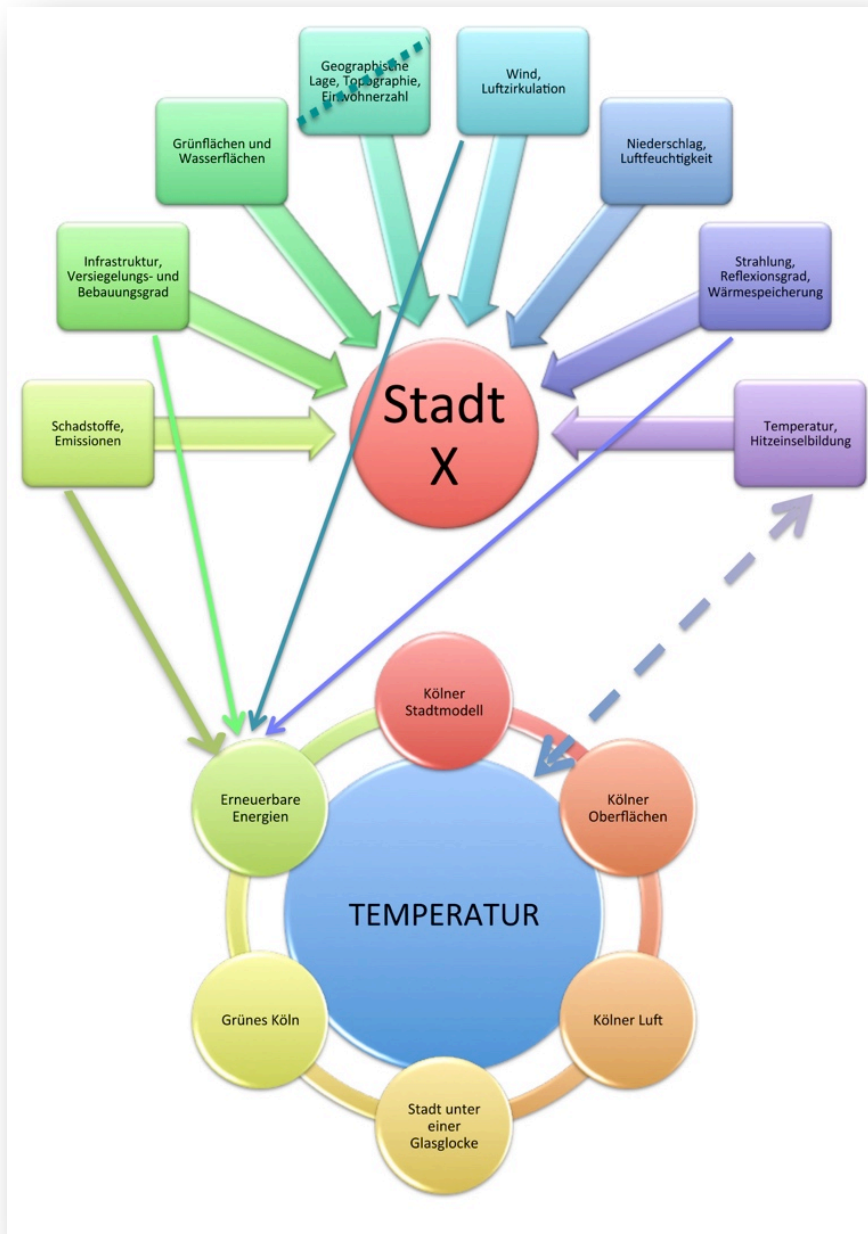 Geographische
Lage, Topographie,
Einwohnerzahl
Wind,
Luftzirkulation
Grünflächen und
Wasserflächen
Niederschlag,
Luftfeuchtigkeit
Infrastruktur,
Versiegelungs- und
Bebauungsgrad
Strahlung,
Reflexionsgrad,
Wärmespeicherung
Schadstoffe,
Emissionen
Stadt
X
Temperatur,
Hitzeinselbildung
Kölner
Stadtmodell
Erneuerbare
Energien
Kölner
Oberflächen
TEMPERATUR
Grünes Köln
Kölner Luft
Stadt unter
einer
Glasglocke